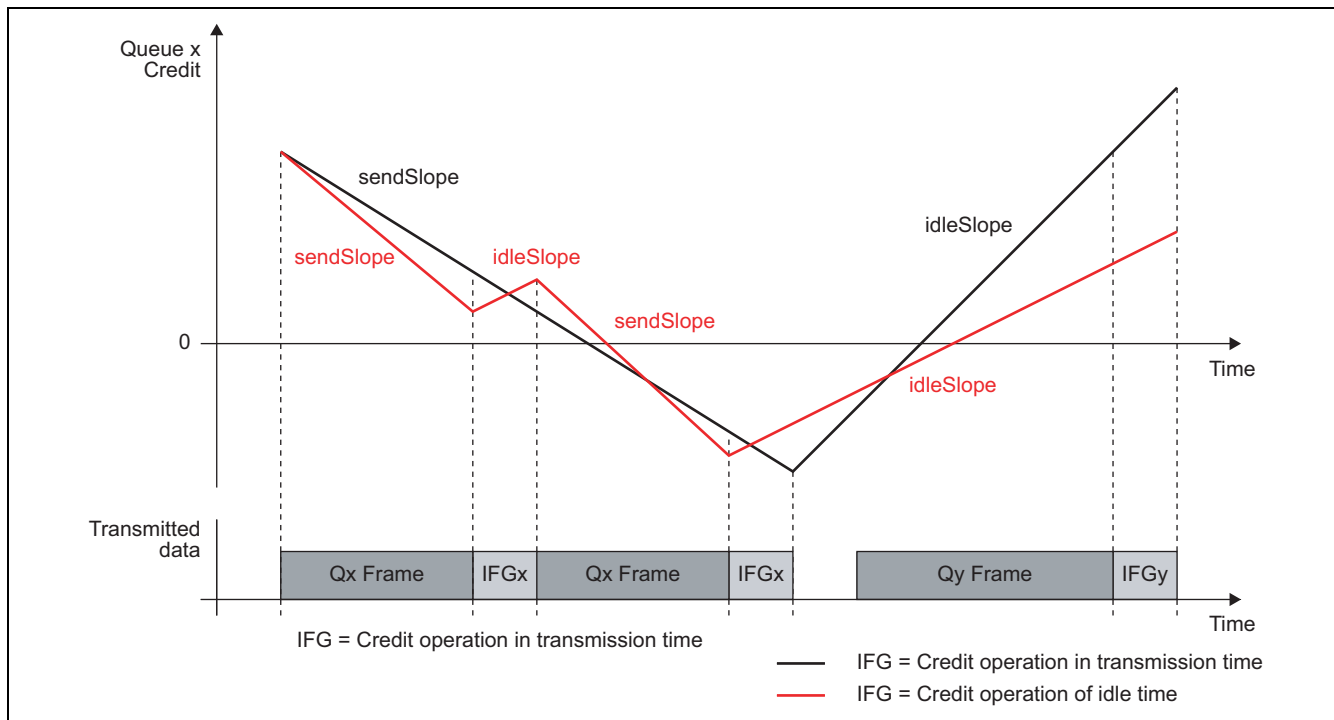 Queue x
Credit
sendSlope
idleSlope
sendSlope
idleSlope
sendSlope
0
Time
idleSlope
Transmitted
data
Qx Frame
IFGx
Qx Frame
IFGx
Qy Frame
IFGy
Time
IFG = Credit operation in transmission time
IFG = Credit operation in transmission time
IFG = Credit operation of idle time